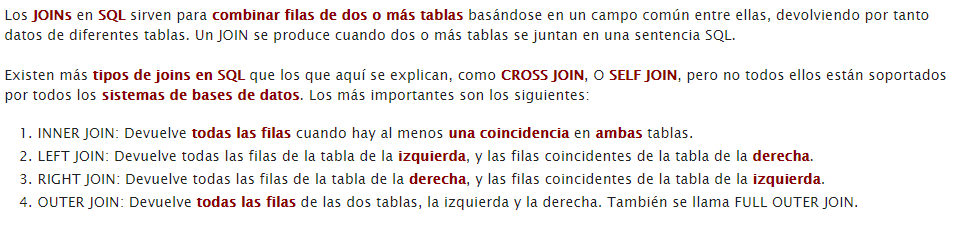 Los JOINs en SQL sirven para combinar filas de dos o más tablas basándose en un campo común entre ellas, devolviendo por tanto
datos de diferentes tablas. Un JOIN se produce cuando dos o más tablas se juntan en una sentencia SQL.
Existen más tipos de joins en SQL que los que aquí se explican, como CROSS JOIN, O SELF JOIN, pero no todos ellos están soportados
por todos los sistemas de bases de datos. Los más importantes son los siguientes:
1. INNER JOIN: Devuelve todas las filas cuando hay al menos una coincidencia en ambas tablas.
2. LEFT JOIN: Devuelve todas las filas de la tabla de la izquierda, y las filas coincidentes de la tabla de la derecha.
3. RIGHT JOIN: Devuelve todas las filas de la tabla de la derecha, y las filas coincidentes de la tabla de la izquierda.
4. OUTER JOIN: Devuelve todas las filas de las dos tablas, la izquierda y la derecha. También se llama FULL OUTER JOIN.